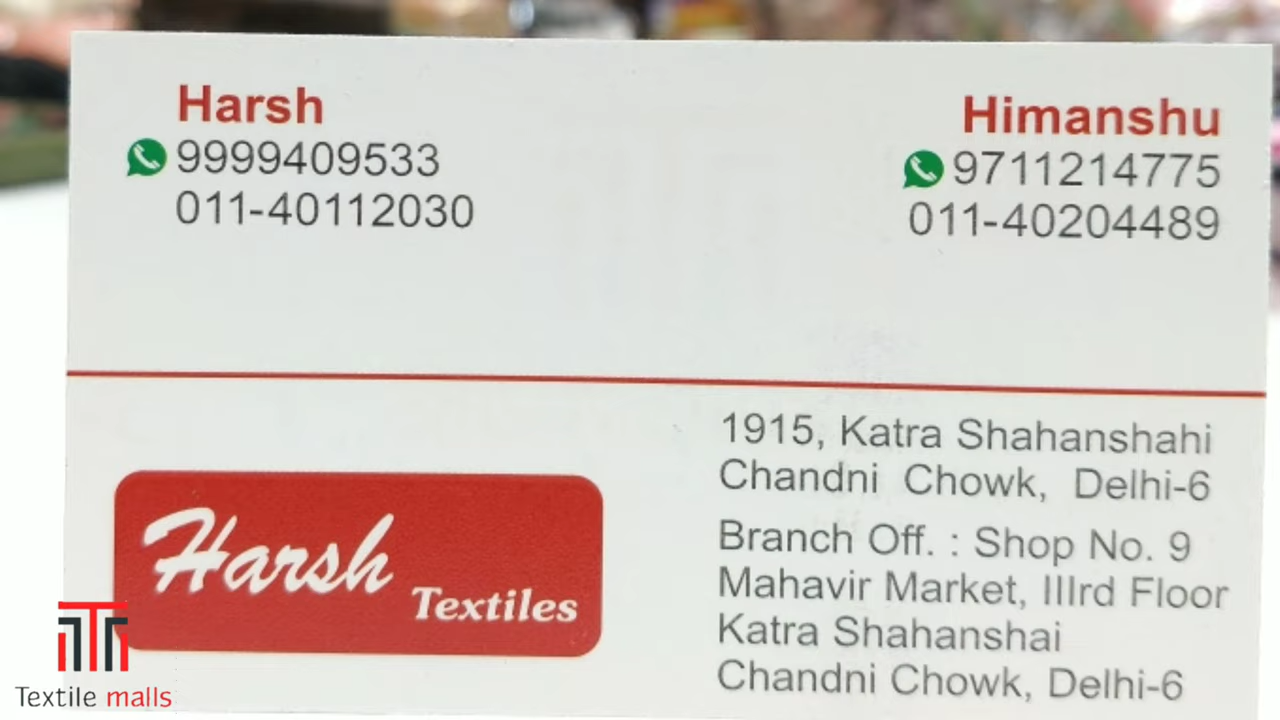 Harsh
9999409533
011-40112030
Himanshu
9711214775
011-40204489
1915, Katra Shahanshahi
Chandni Chowk, Delhi-6
Branch Off. : Shop No. 9
Mahavir Market, IIIrd Floor
Katra Shahanshai
Chandni Chowk, Delhi-6
Harsh
Textiles
Textile malls